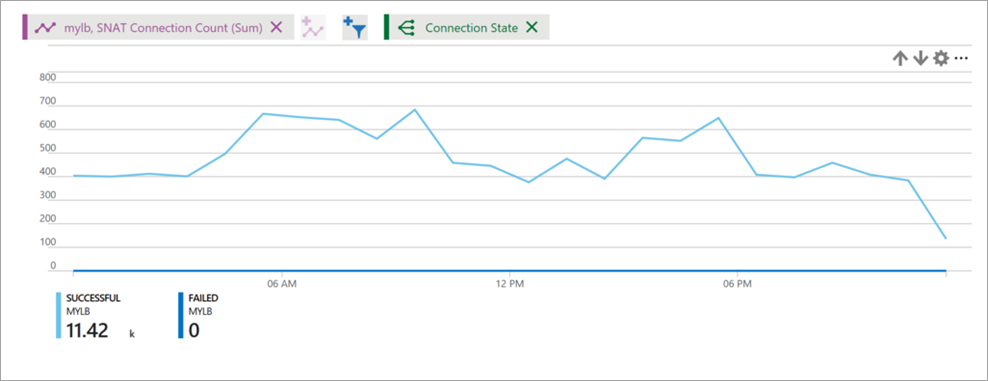 mylb, SNAT Connection Count (Sum)
Connection State
800
700
600
500
400
300
200
100
0
06 AM
12 PM
06 PM
SUCCESSFUL
MYLB
11.42 k
FAILED
MYLB
0